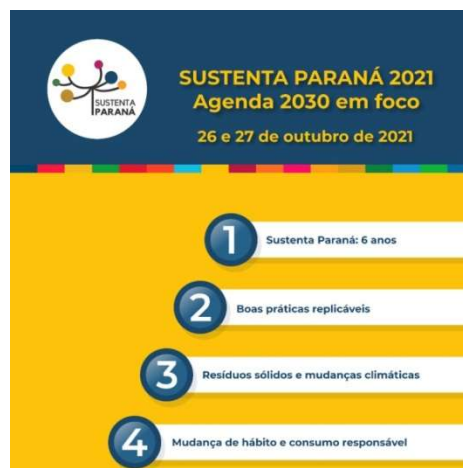 SUSTENTA
PARANÁ
SUSTENTA PARANÁ 2021
Agenda 2030 em foco
26 e 27 de outubro de 2021
1 Sustenta Paraná: 6 anos
2 Boas práticas replicáveis
3 Resíduos sólidos e mudanças climáticas
4 Mudança de hábito e consumo responsável